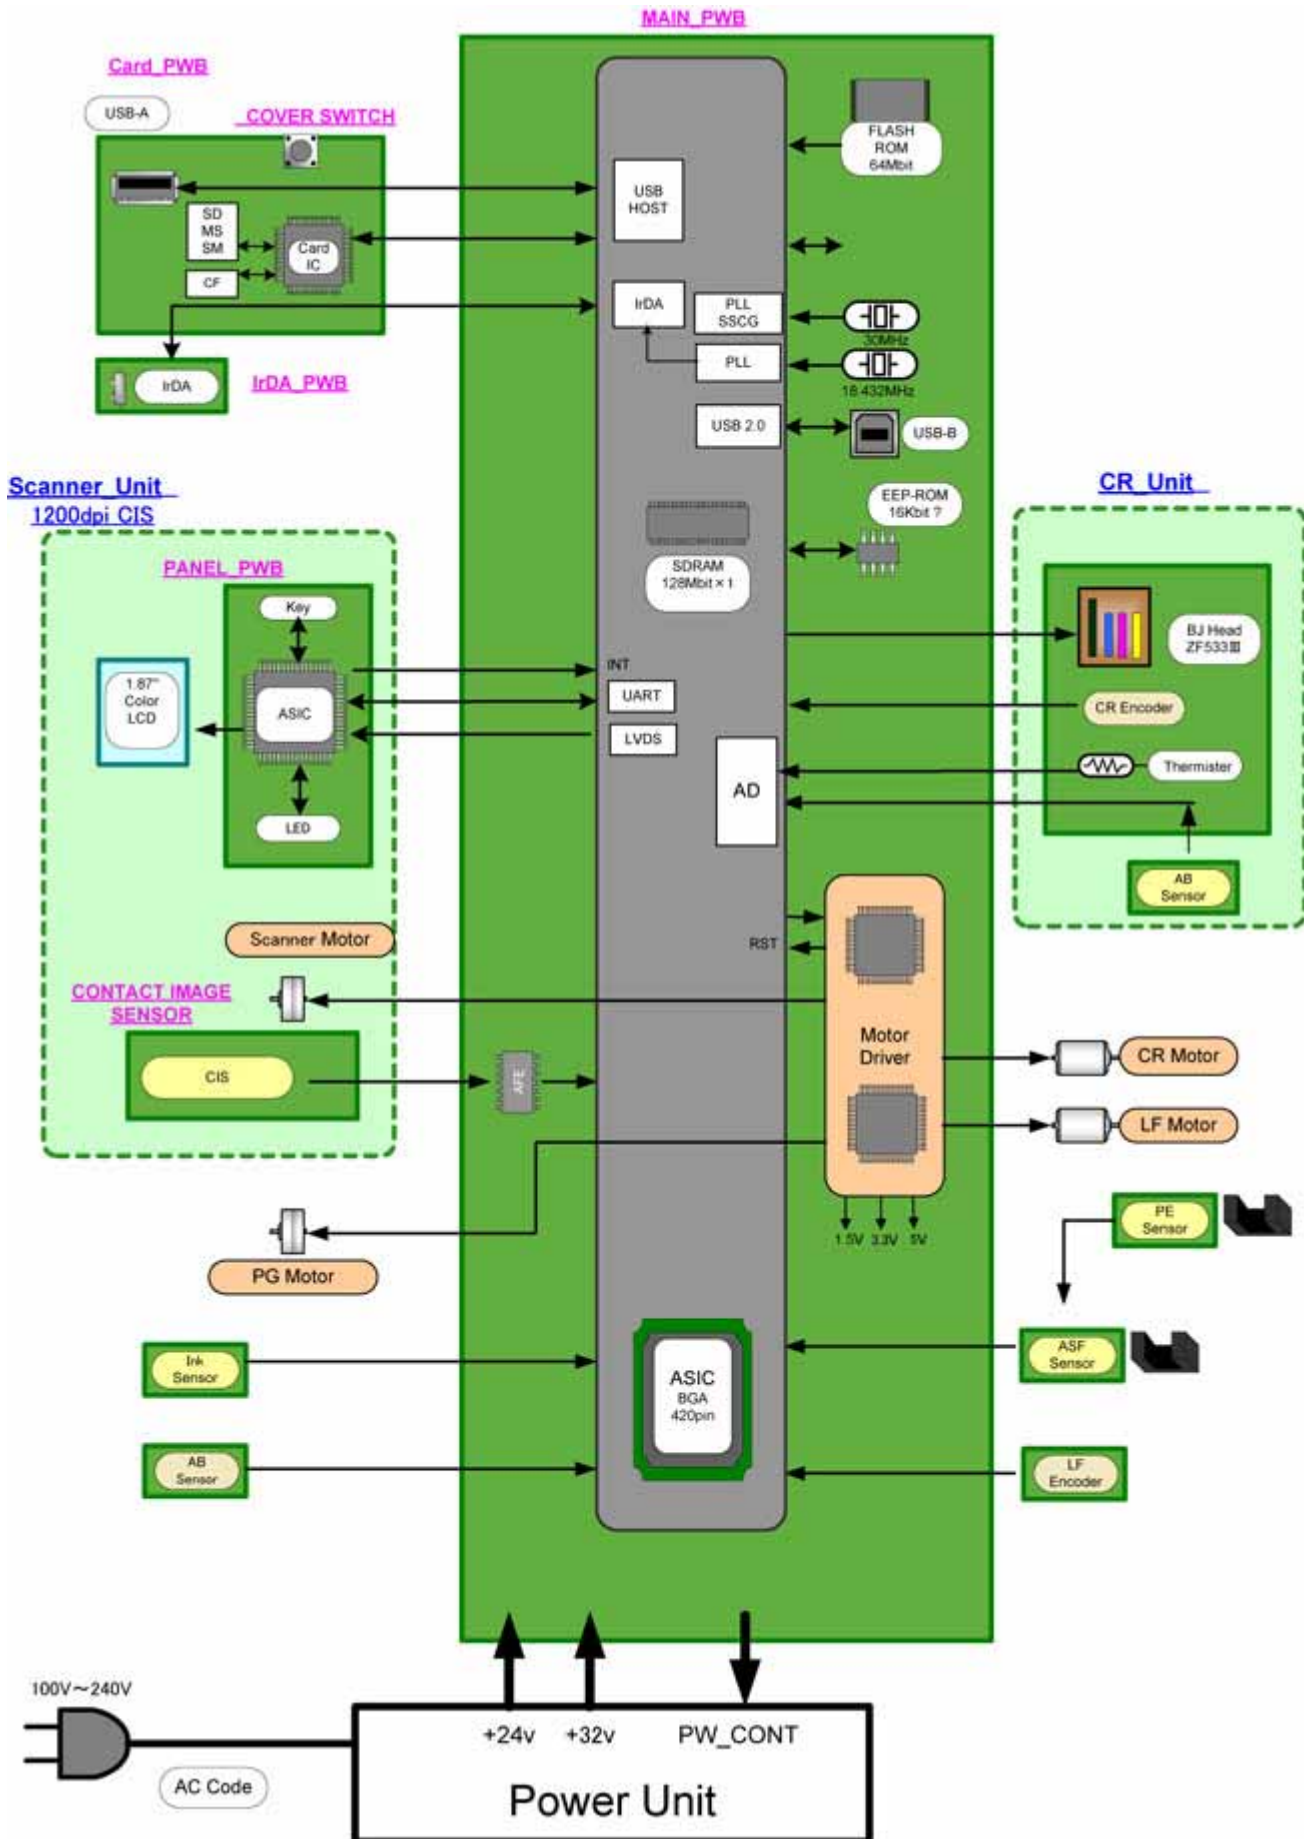 MAIN_PWB
Card_PWB
USB-A
COVER SWITCH
SD
MS
SM
CF
Card
IC
IrDA
IrDA_PWB
USB
HOST
IrDA
PLL
SSCG
PLL
USB 2.0
FLASH
ROM
64Mbit
30MHz
18.432MHz
USB-B
EEP-ROM
16Kbit ?
SDRAM
128Mbit×1
Scanner_Unit
1200dpi CIS
PANEL_PWB
Key
1.87"
Color
LCD
ASIC
LED
INT
UART
LVDS
AD
CR_Unit
BJ Head
ZF533Ⅲ
CR Encoder
Thermister
AB
Sensor
Scanner Motor
CONTACT IMAGE
SENSOR
CIS
AFE
RST
Motor
Driver
1.5V 3.3V 5V
CR Motor
LF Motor
PG Motor
PE
Sensor
ASF
Sensor
Ink
Sensor
AB
Sensor
ASIC
BGA
420pin
LF
Encoder
100V～240V
AC Code
+24v +32v PW_CONT
Power Unit